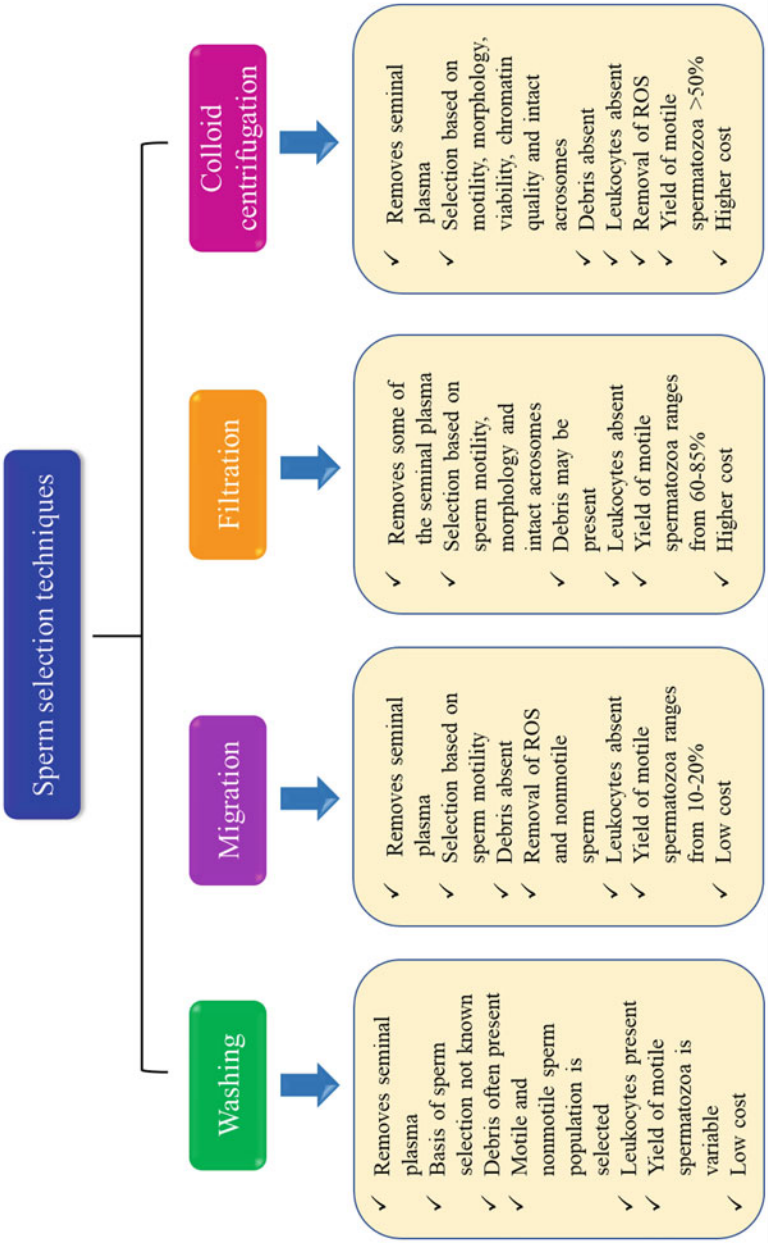 Sperm selection techniques
Washing
Removes seminal
plasma
Basis of sperm
selection not known
Debris often present
Motile and
nonmotile sperm
population is
selected
Leukocytes present
Yield of motile
spermatozoa is
variable
Low cost
Migration
Removes seminal
plasma
Selection based on
sperm motility
Debris absent
Removal of ROS
and nonmotile
sperm
Leukocytes absent
Yield of motile
spermatozoa ranges
from 10-20%
Low cost
Filtration
Removes some of
the seminal plasma
Selection based on
sperm motility,
morphology and
intact acrosomes
Debris may be
present
Leukocytes absent
Yield of motile
spermatozoa ranges
from 60-85%
Higher cost
Colloid
centrifugation
Removes seminal
plasma
Selection based on
motility, morphology,
viability, chromatin
quality and intact
acrosomes
Debris absent
Leukocytes absent
Removal of ROS
Yield of motile
spermatozoa >50%
Higher cost